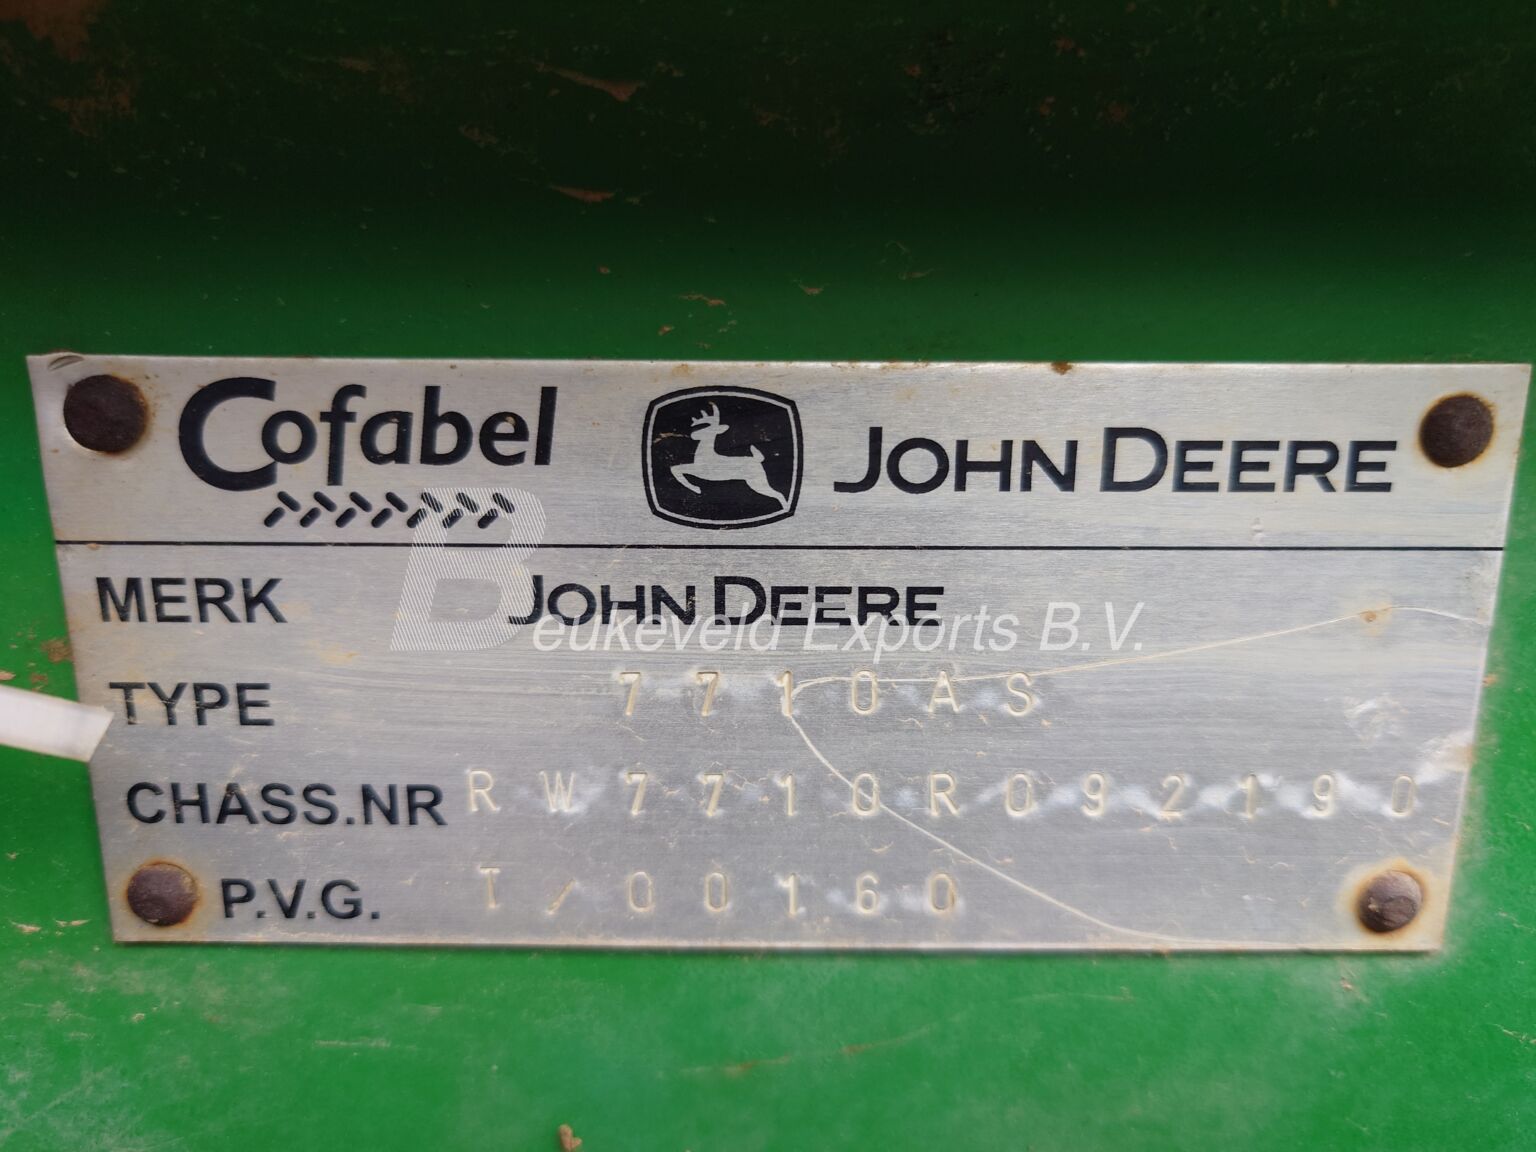 Cofabel JOHN DEERE
MERK JOHN DEERE
Beukeveld Exports B.V.
TYPE 7710AS
CHASS.NR RW7710R092190
P.V.G. T/00160